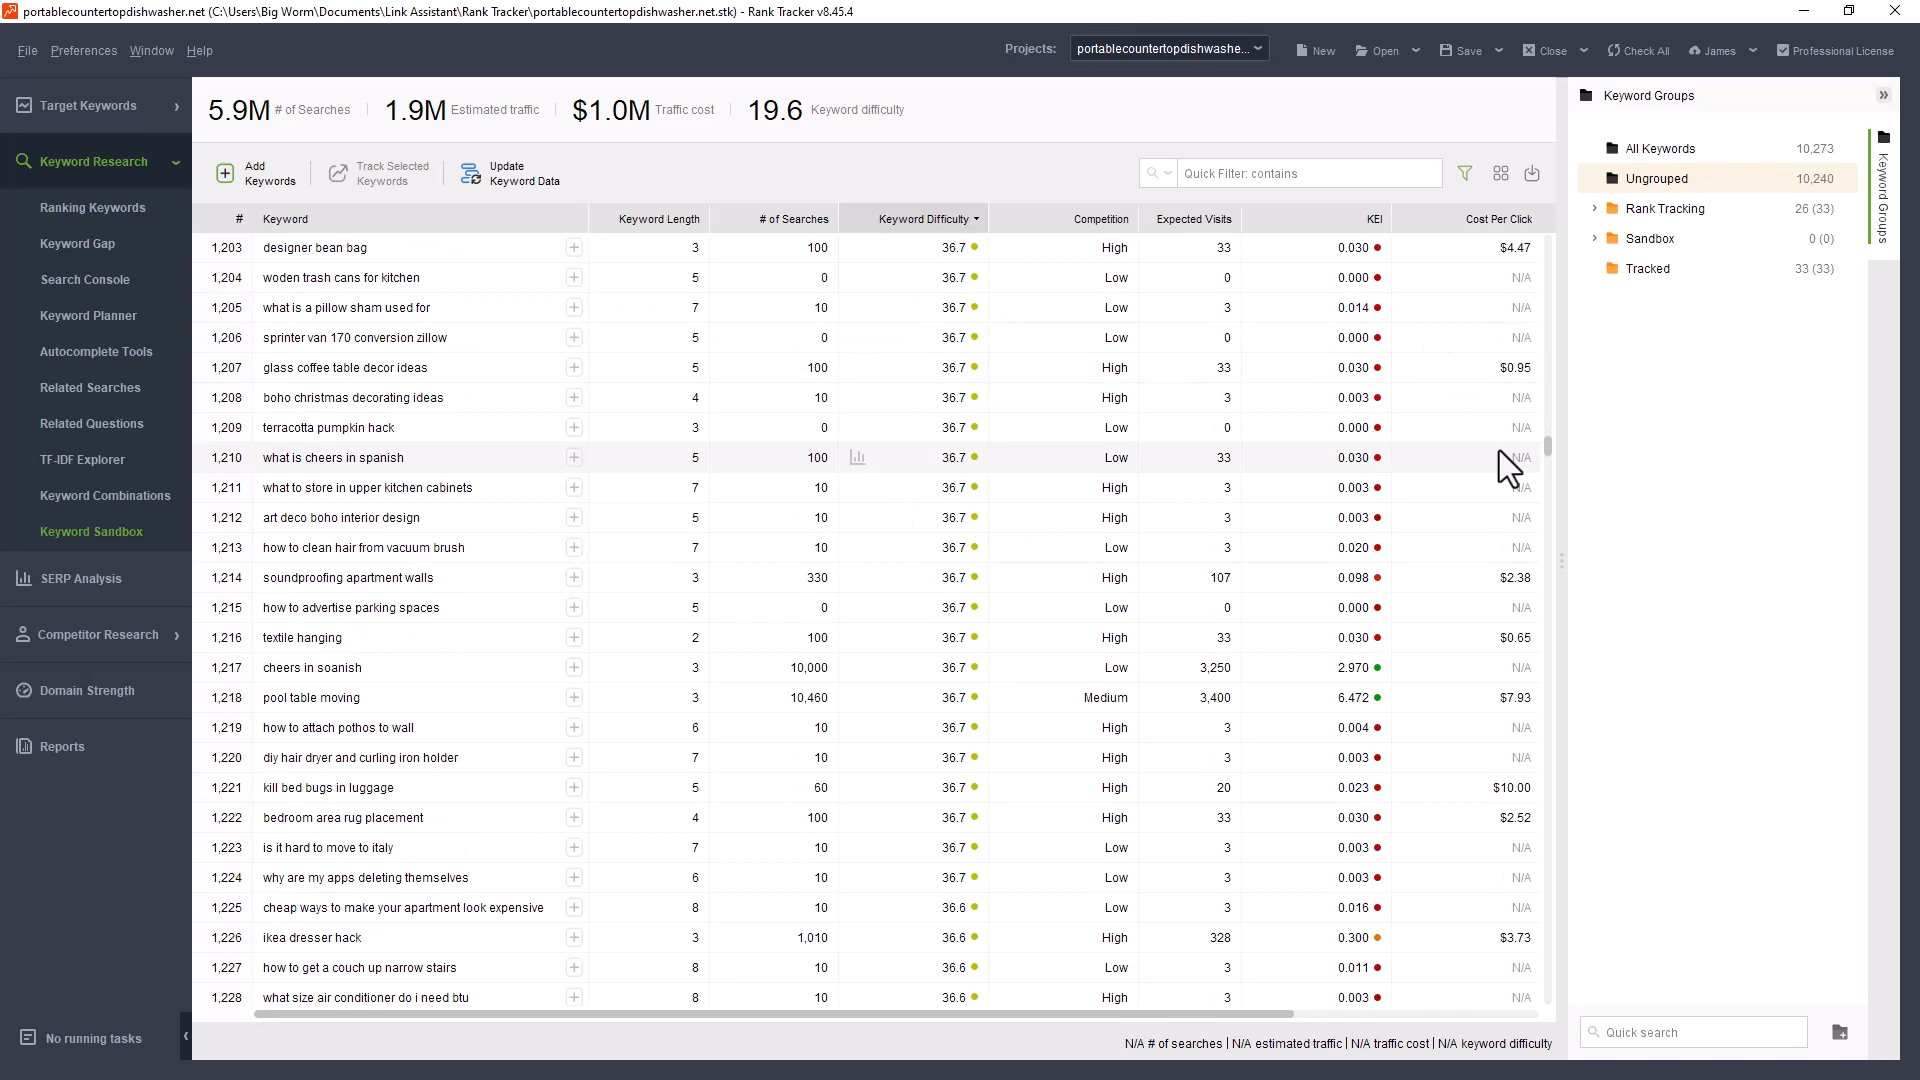 portablecountertopdishwasher.net (C:\Users\Big Worm\Documents\Link Assistant\Rank Tracker\portablecountertopdishwasher.net.stk) - Rank Tracker v8.45.4
File Preferences Window Help Projects: portablecountertopdishwashe... New Open Save Close Check All James Professional License
Target Keywords
Keyword Research
Ranking Keywords
Keyword Gap
Search Console
Keyword Planner
Autocomplete Tools
Related Searches
Related Questions
TF-IDF Explorer
Keyword Combinations
Keyword Sandbox
SERP Analysis
Competitor Research
Domain Strength
Reports
No running tasks
5.9M # of Searches 1.9M Estimated traffic $1.0M Traffic cost 19.6 Keyword difficulty
Add Keywords
Track Selected Keywords
Update Keyword Data
Quick Filter: contains
# Keyword Keyword Length # of Searches Keyword Difficulty Competition Expected Visits KEI Cost Per Click
1,203 designer bean bag 3 100 36.7 High 33 0.030 $4.47
1,204 woden trash cans for kitchen 5 0 36.7 Low 0 0.000 N/A
1,205 what is a pillow sham used for 7 10 36.7 Low 3 0.014 N/A
1,206 sprinter van 170 conversion zillow 5 0 36.7 Low 0 0.000 N/A
1,207 glass coffee table decor ideas 5 100 36.7 High 33 0.030 $0.95
1,208 boho christmas decorating ideas 4 10 36.7 High 3 0.003 N/A
1,209 terracotta pumpkin hack 3 0 36.7 Low 0 0.000 N/A
1,210 what is cheers in spanish 5 100 36.7 Low 33 0.030 N/A
1,211 what to store in upper kitchen cabinets 7 10 36.7 High 3 0.003 N/A
1,212 art deco boho interior design 5 10 36.7 High 3 0.003 N/A
1,213 how to clean hair from vacuum brush 7 10 36.7 Low 3 0.020 N/A
1,214 soundproofing apartment walls 3 330 36.7 High 107 0.098 $2.38
1,215 how to advertise parking spaces 5 0 36.7 Low 0 0.000 N/A
1,216 textile hanging 2 100 36.7 High 33 0.030 $0.65
1,217 cheers in soanish 3 10,000 36.7 Low 3,250 2.970 N/A
1,218 pool table moving 3 10,460 36.7 Medium 3,400 6.472 $7.93
1,219 how to attach pothos to wall 6 10 36.7 High 3 0.004 N/A
1,220 diy hair dryer and curling iron holder 7 10 36.7 High 3 0.003 N/A
1,221 kill bed bugs in luggage 5 60 36.7 High 20 0.023 $10.00
1,222 bedroom area rug placement 4 100 36.7 High 33 0.030 $2.52
1,223 is it hard to move to italy 7 10 36.7 Low 3 0.003 N/A
1,224 why are my apps deleting themselves 6 10 36.7 Low 3 0.003 N/A
1,225 cheap ways to make your apartment look expensive 8 10 36.6 Low 3 0.016 N/A
1,226 ikea dresser hack 3 1,010 36.6 High 328 0.300 $3.73
1,227 how to get a couch up narrow stairs 8 10 36.6 Low 3 0.011 N/A
1,228 what size air conditioner do i need btu 8 10 36.6 High 3 0.003 N/A
N/A # of searches | N/A estimated traffic | N/A traffic cost | N/A keyword difficulty
Keyword Groups
All Keywords 10,273
Ungrouped 10,240
Rank Tracking 26 (33)
Sandbox 0 (0)
Tracked 33 (33)
Quick search
Keyword Groups